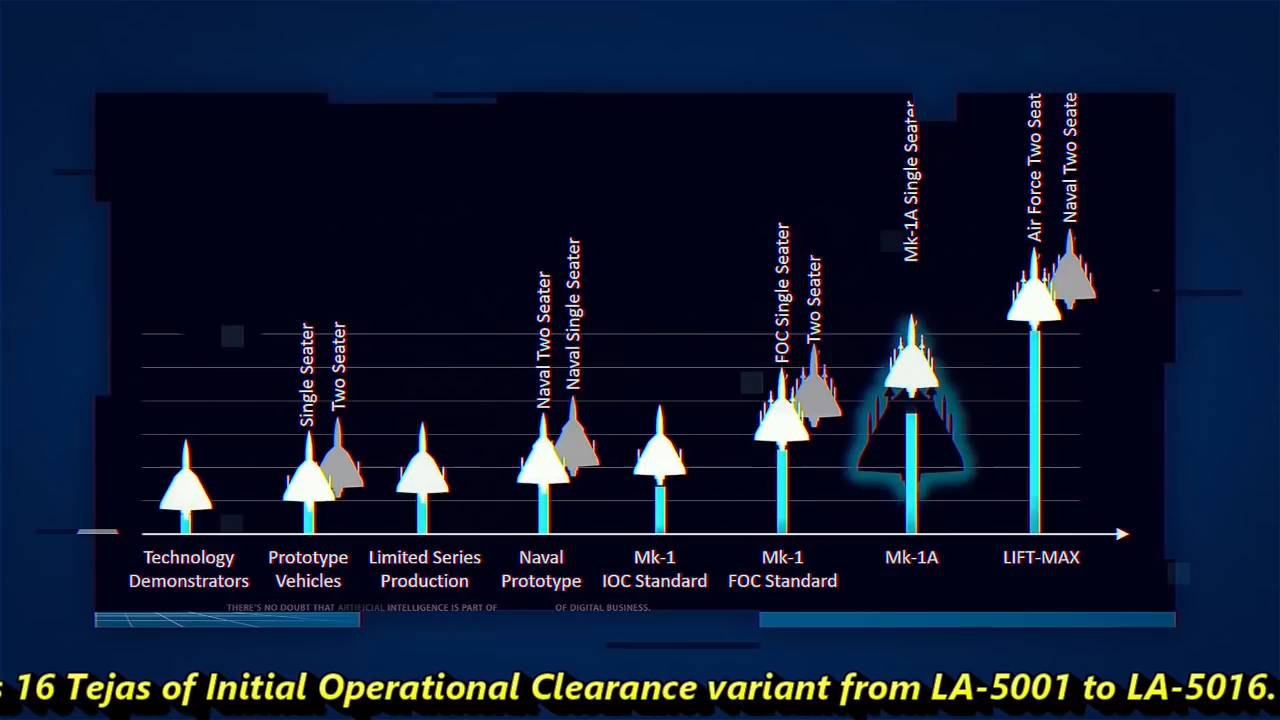 Single Seater
Two Seater
Naval Two Seater
Naval Single Seater
FOC Single Seater
Two Seater
Mk-1A Single Seater
Air Force Two Seat
Naval Two Seate
Technology
Demonstrators
Prototype
Vehicles
Limited Series
Production
Naval
Prototype
Mk-1
IOC Standard
Mk-1
FOC Standard
Mk-1A
LIFT-MAX
THERE'S NO DOUBT THAT ARTIFICIAL INTELLIGENCE IS PART OF OF DIGITAL BUSINESS.
s 16 Tejas of Initial Operational Clearance variant from LA-5001 to LA-5016.